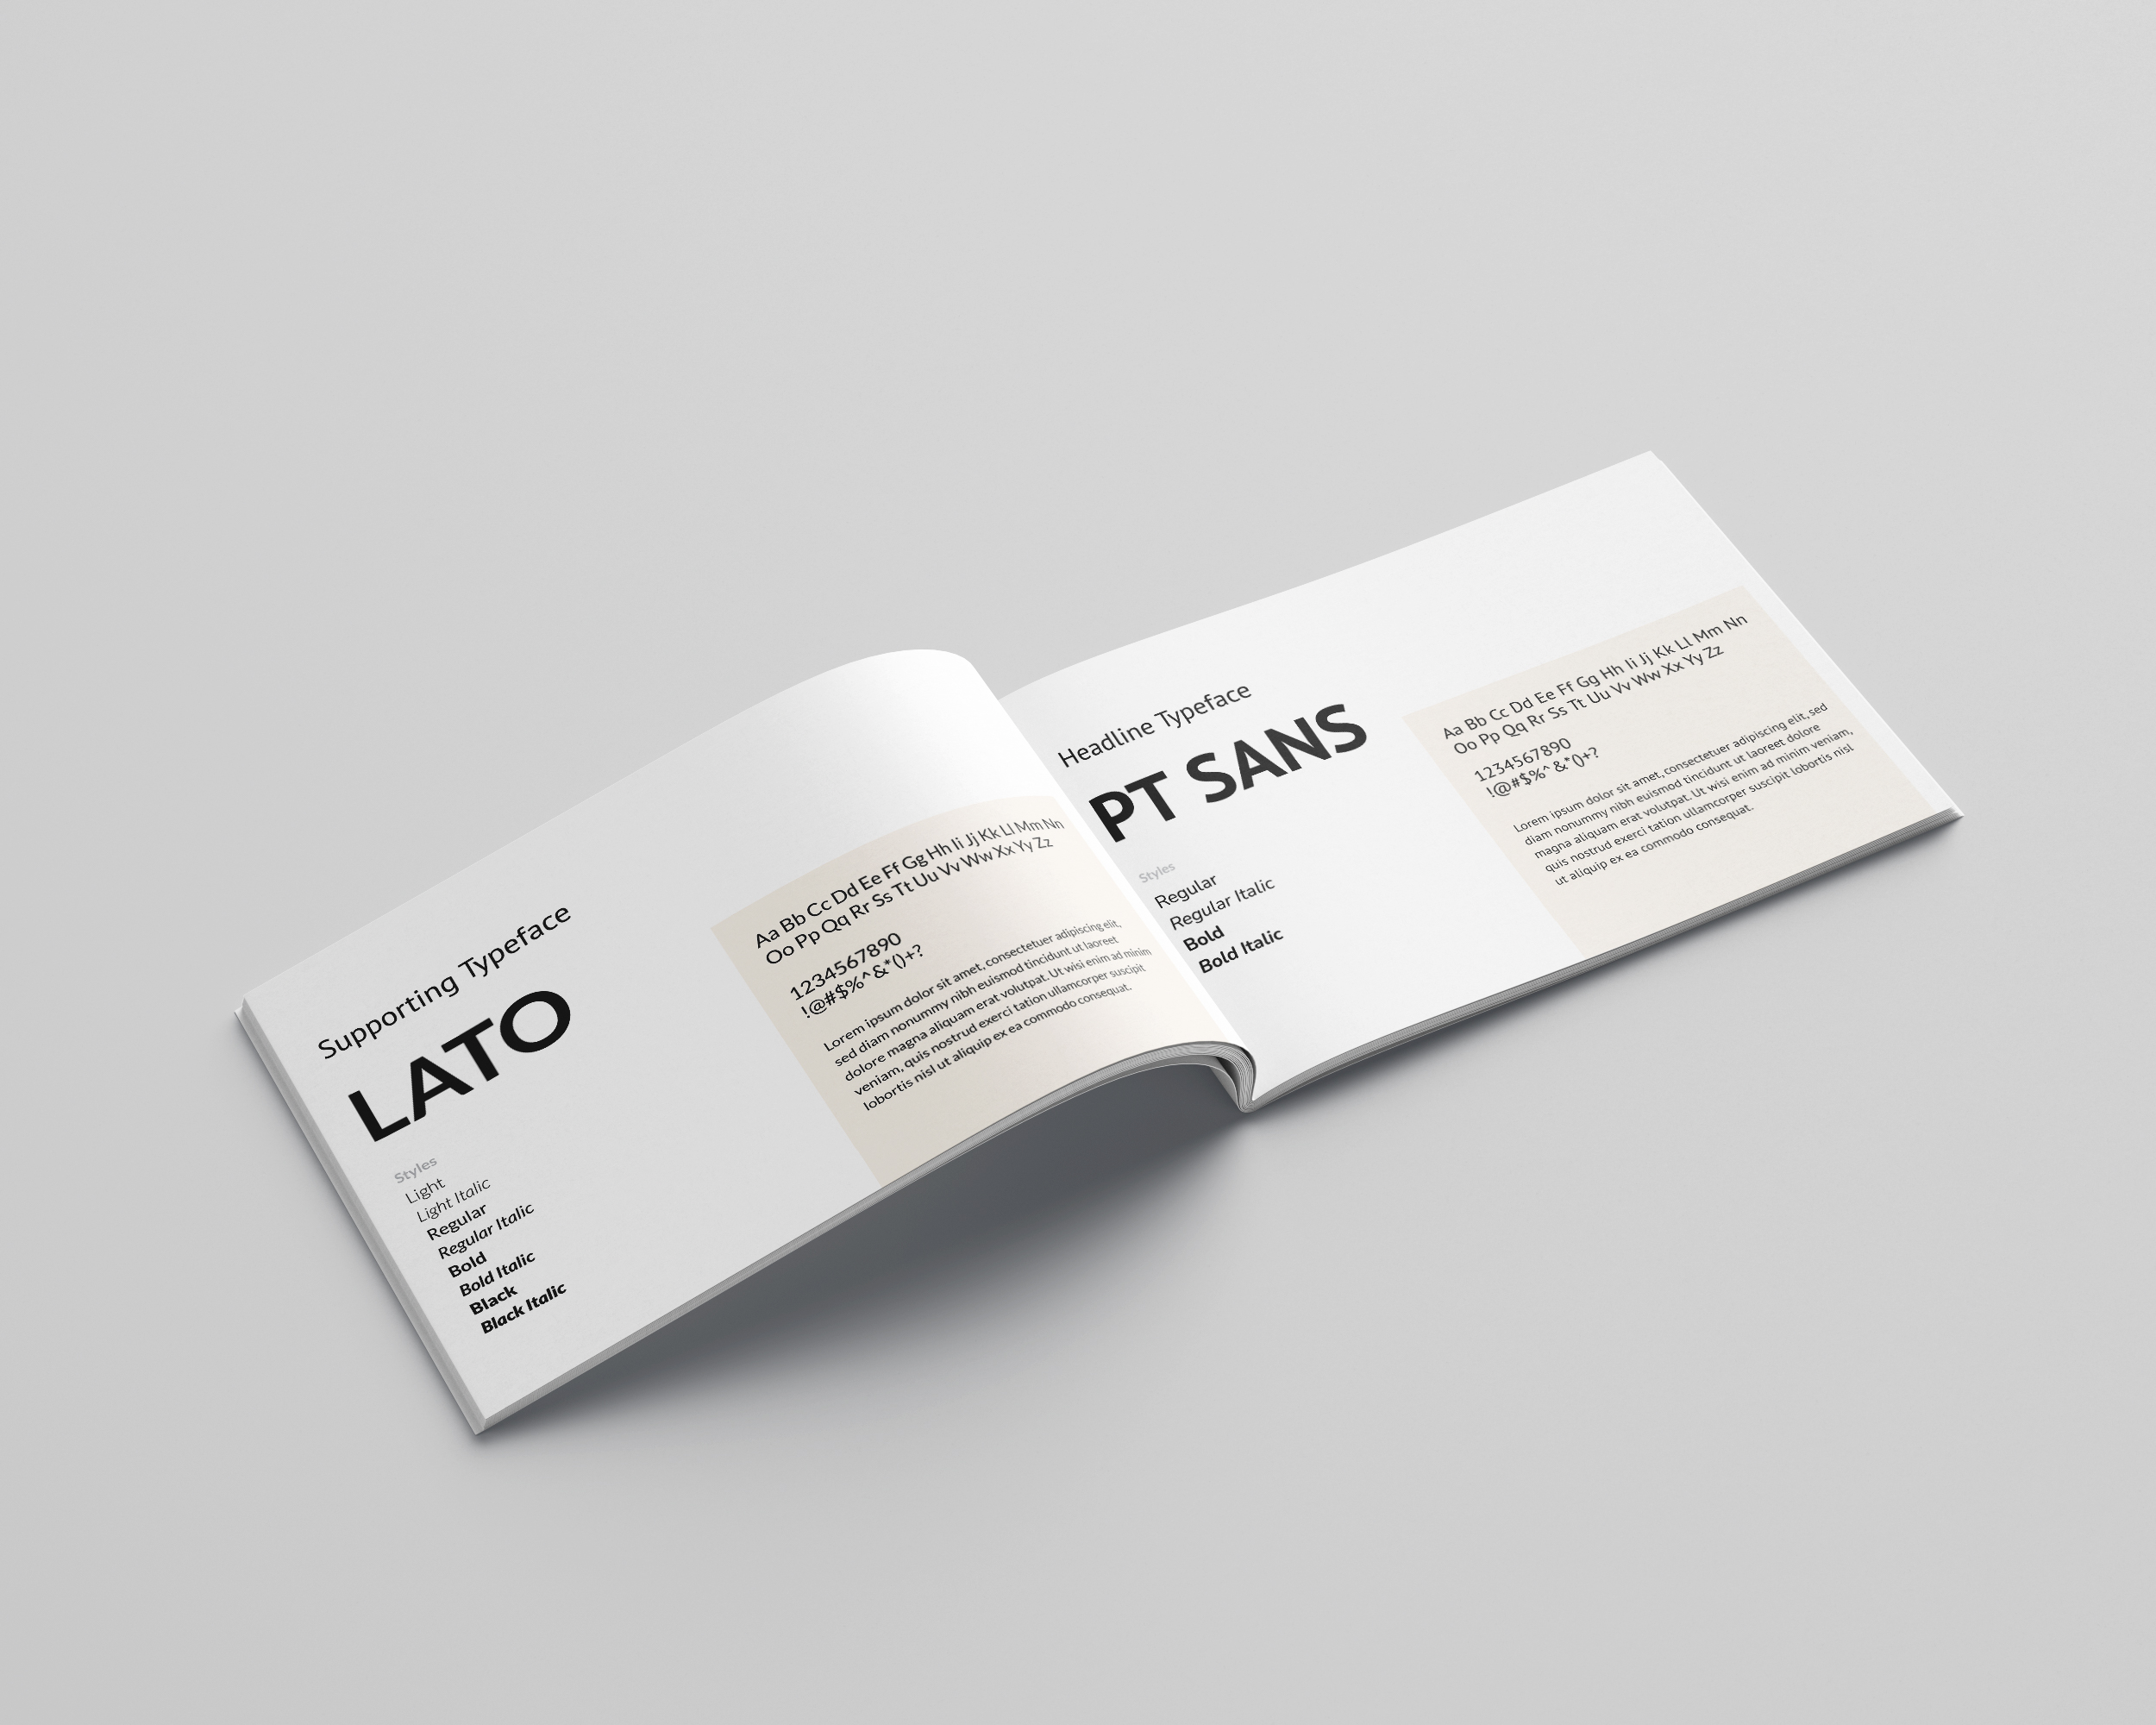 Supporting Typeface
LATO
Styles
Light
Light Italic
Regular
Regular Italic
Bold
Bold Italic
Black
Black Italic
Aa Bb Cc Dd Ee Ff Gg Hh Ii Jj Kk Ll Mm Nn
Oo Pp Qq Rr Ss Tt Uu Vv Ww Xx Yy Zz
1234567890
!@#$%^&*()+?
Lorem ipsum dolor sit amet, consectetuer adipiscing elit,
sed diam nonummy nibh euismod tincidunt ut laoreet
dolore magna aliquam erat volutpat. Ut wisi enim ad minim
veniam, quis nostrud exerci tation ullamcorper suscipit
lobortis nisl ut aliquip ex ea commodo consequat.
Headline Typeface
PT SANS
Styles
Regular
Regular Italic
Bold
Bold Italic
Aa Bb Cc Dd Ee Ff Gg Hh Ii Jj Kk Ll Mm Nn
Oo Pp Qq Rr Ss Tt Uu Vv Ww Xx Yy Zz
1234567890
!@#$%^&*()+?
Lorem ipsum dolor sit amet, consectetuer adipiscing elit, sed
diam nonummy nibh euismod tincidunt ut laoreet dolore
magna aliquam erat volutpat. Ut wisi enim ad minim veniam,
quis nostrud exerci tation ullamcorper suscipit lobortis nisl
ut aliquip ex ea commodo consequat.